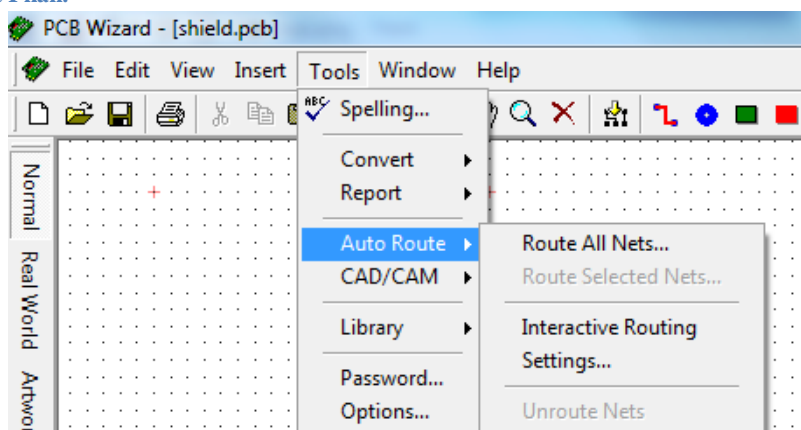 PCB Wizard - [shield.pcb]
File Edit View Insert Tools Window Help
ABC Spelling...
Convert
Report
Auto Route
CAD/CAM
Library
Password...
Options...
Route All Nets...
Route Selected Nets...
Interactive Routing
Settings...
Unroute Nets
Normal
Real World